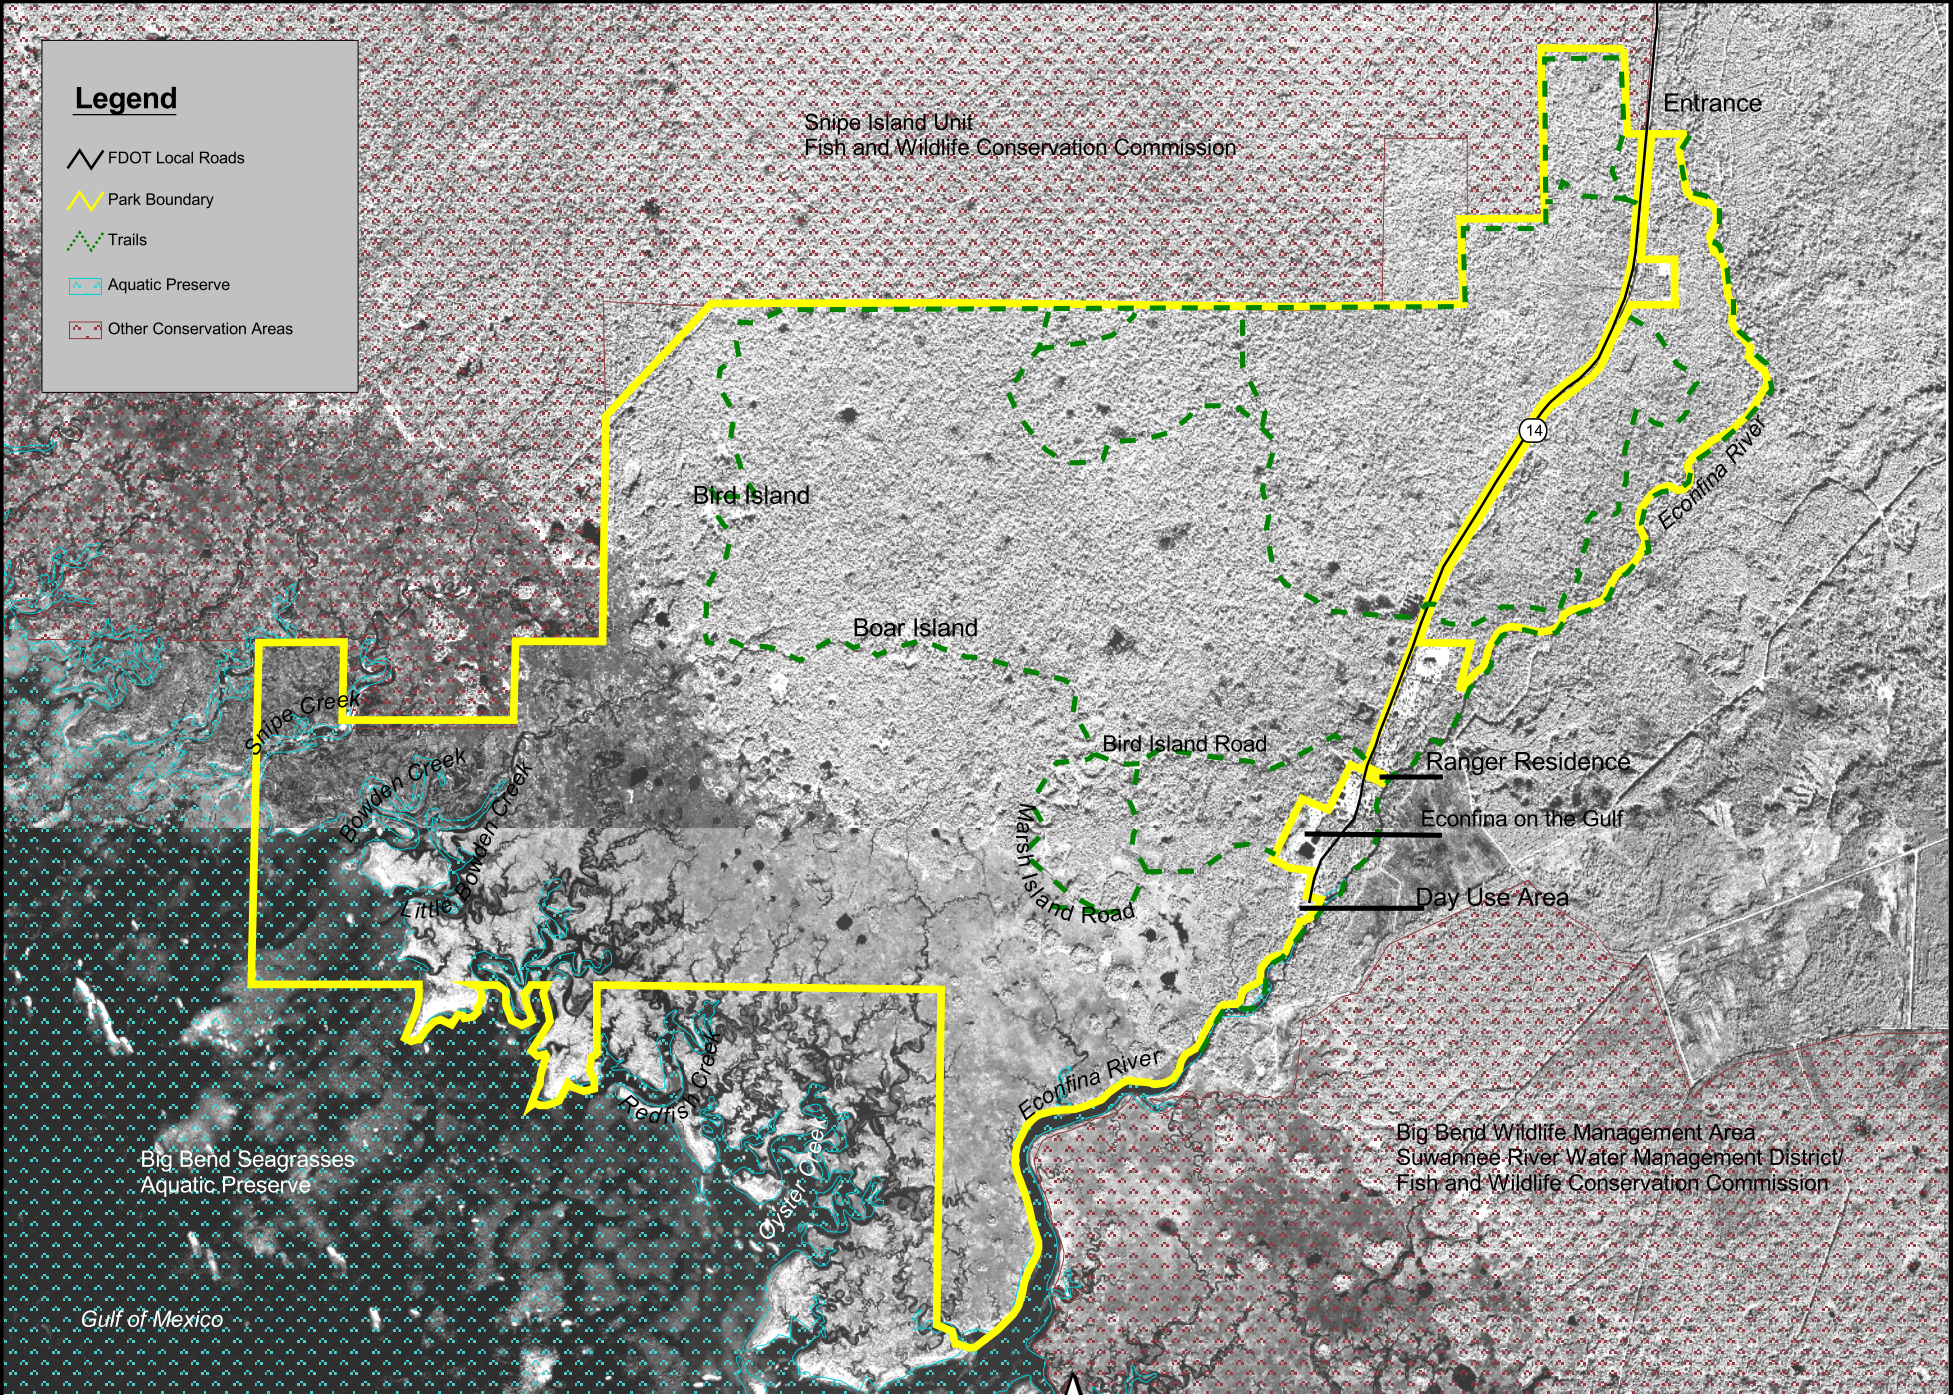 Legend
FDOT Local Roads
Park Boundary
Trails
Aquatic Preserve
Other Conservation Areas
Entrance
Snipe Island Unit
Fish and Wildlife Conservation Commission
14
Econfina River
Bird Island
Boar Island
Snipe Creek
Bowden Creek
Little Bowden Creek
Bird Island Road
Ranger Residence
Marsh Island Road
Econfina on the Gulf
Day Use Area
Redfish Creek
Econfina River
Oyster Creek
Big Bend Seagrasses
Aquatic Preserve
Big Bend Wildlife Management Area
Suwannee River Water Management District/
Fish and Wildlife Conservation Commission
Gulf of Mexico